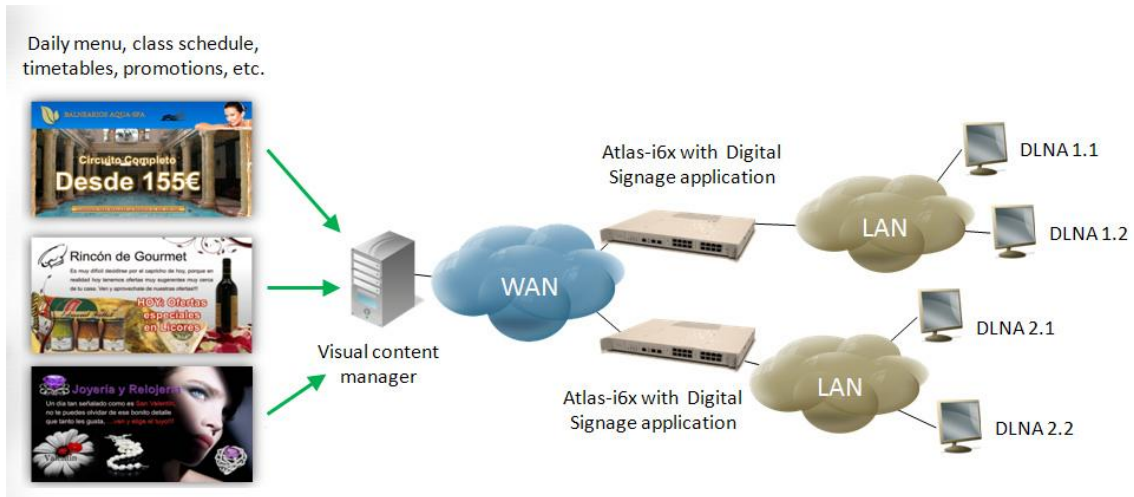 Daily menu, class schedule,
timetables, promotions, etc.
BALNEARIOS AQUA-SPA
Circuito Completo
Desde 155€
Rincón de Gourmet
Es muy difícil decidirse por el capricho de hoy, porque en
realidad hoy tenemos ofertas muy sugerentes muy cerca
de tu casa. Ven y aprovechate de nuestras ofertas!!!
HOY: Ofertas
especiales
en Licores
Joyería y Relojería
Un día tan señalado como es San Valentín,
no te puedes olvidar de ese bonito detalle
que tanto les gusta, ...ven y elige el tuyo!!!
Visual content
manager
WAN
Atlas-i6x with Digital
Signage application
LAN
DLNA 1.1
DLNA 1.2
Atlas-i6x with Digital
Signage application
LAN
DLNA 2.1
DLNA 2.2